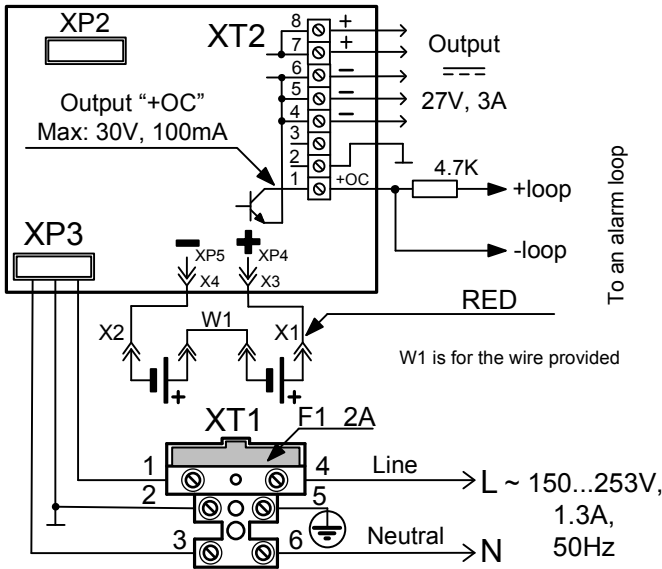 XP2
XT2
8 +
7 +
6 –
5 –
4 –
3
2
1 +OC
Output
27V, 3A
Output “+OC”
Max: 30V, 100mA
4.7K
+loop
-loop
To an alarm loop
XP3
– +
XP5 XP4
X4 X3
RED
X2 W1 X1
+ +
W1 is for the wire provided
XT1 F1 2A
1 4 Line L ~ 150...253V,
1.3A,
50Hz
2 5
3 6 Neutral N